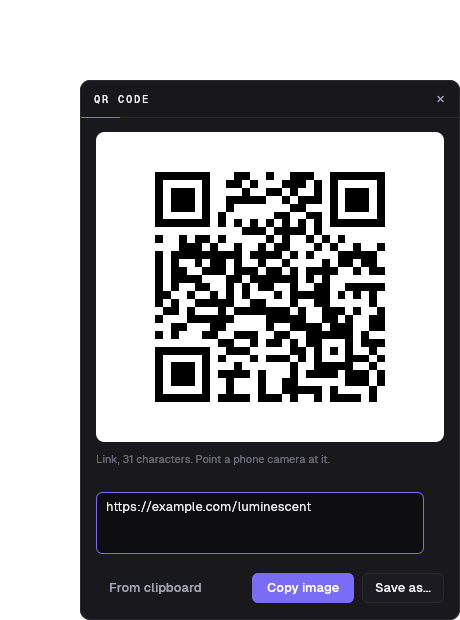 QR CODE
×
Link, 31 characters. Point a phone camera at it.
https://example.com/luminescent
From clipboard
Copy image
Save as...